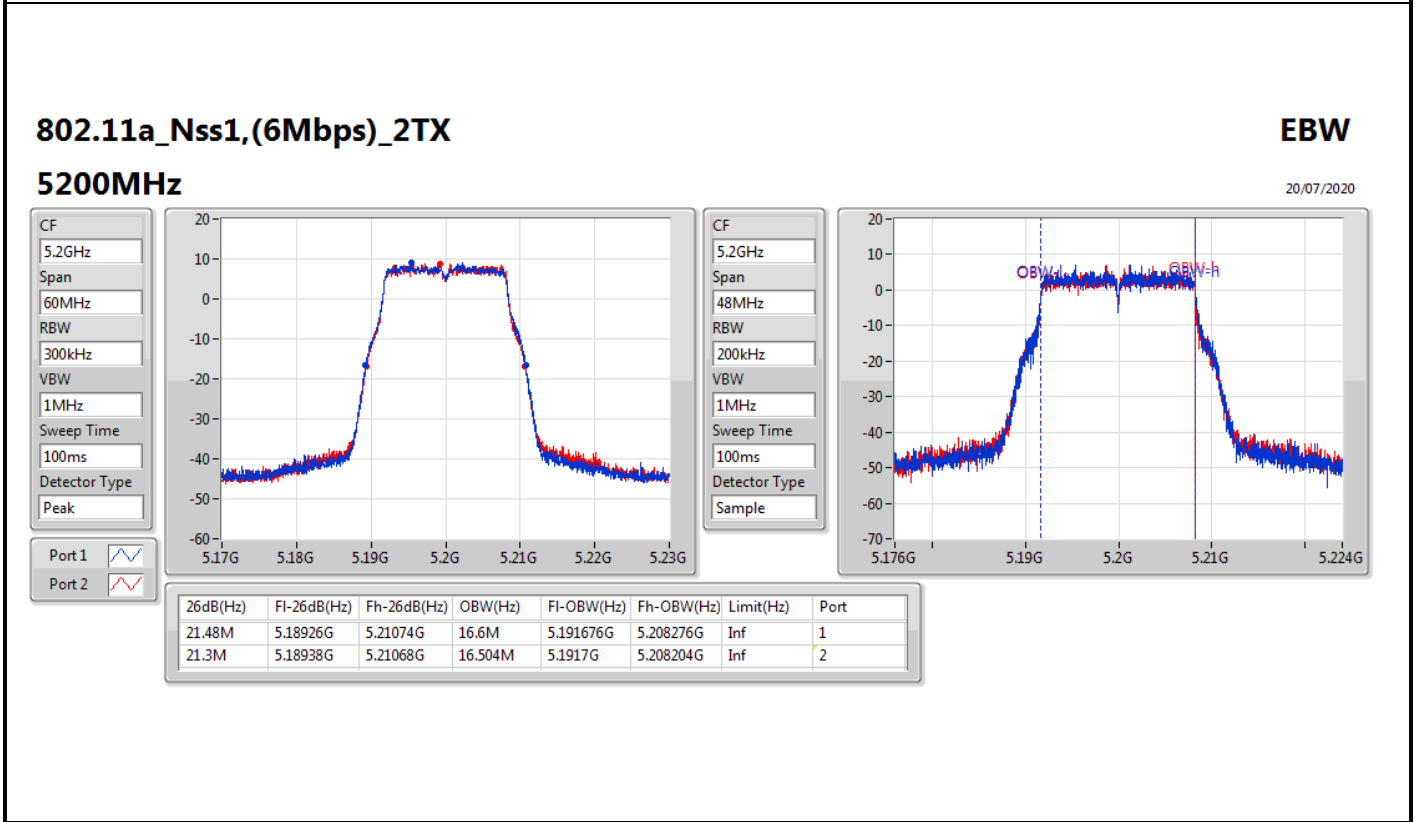 802.11a_Nss1,(6Mbps)_2TX
EBW
5200MHz
20/07/2020
CF
5.2GHz
Span
60MHz
RBW
300kHz
VBW
1MHz
Sweep Time
100ms
Detector Type
Peak
Port 1
Port 2
20
10
0
-10
-20
-30
-40
-50
-60
5.17G 5.18G 5.19G 5.2G 5.21G 5.22G 5.23G
CF
5.2GHz
Span
48MHz
RBW
200kHz
VBW
1MHz
Sweep Time
100ms
Detector Type
Sample
20
10
0
-10
-20
-30
-40
-50
-60
-70
OBW-l OBW-h
5.176G 5.19G 5.2G 5.21G 5.224G
26dB(Hz) Fl-26dB(Hz) Fh-26dB(Hz) OBW(Hz) Fl-OBW(Hz) Fh-OBW(Hz) Limit(Hz) Port
21.48M 5.18926G 5.21074G 16.6M 5.191676G 5.208276G Inf 1
21.3M 5.18938G 5.21068G 16.504M 5.1917G 5.208204G Inf 2